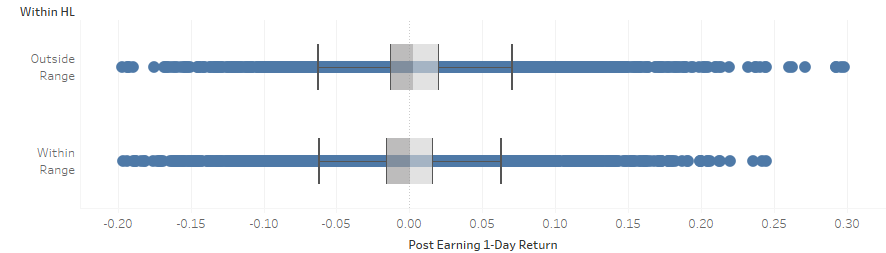 Within HL
Outside
Range
Within
Range
-0.20 -0.15 -0.10 -0.05 0.00 0.05 0.10 0.15 0.20 0.25 0.30
Post Earning 1-Day Return